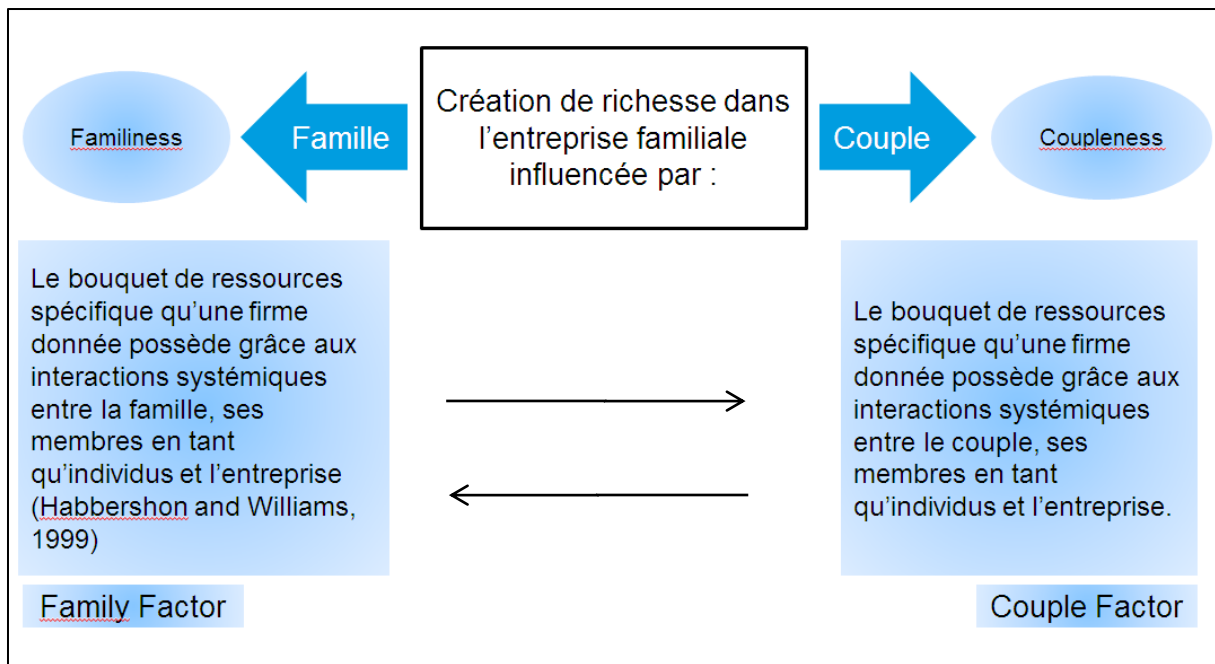 Création de richesse dans
l'entreprise familiale
influencée par :
Familiness
Famille
Couple
Coupleness
Le bouquet de ressources
spécifique qu'une firme
donnée possède grâce aux
interactions systémiques
entre la famille, ses
membres en tant
qu'individus et l'entreprise
(Habbershon and Williams,
1999)
Family Factor
Le bouquet de ressources
spécifique qu'une firme
donnée possède grâce aux
interactions systémiques
entre le couple, ses
membres en tant
qu'individus et l'entreprise.
Couple Factor